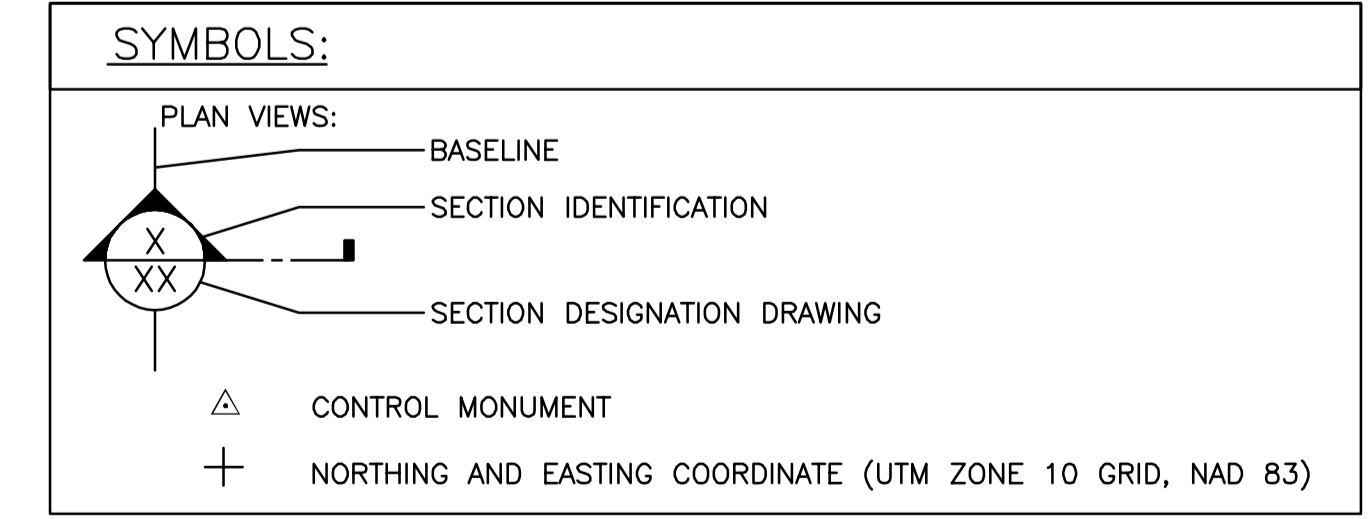 SYMBOLS:
PLAN VIEWS:
BASELINE
SECTION IDENTIFICATION
X
XX
SECTION DESIGNATION DRAWING
CONTROL MONUMENT
NORTHING AND EASTING COORDINATE (UTM ZONE 10 GRID, NAD 83)